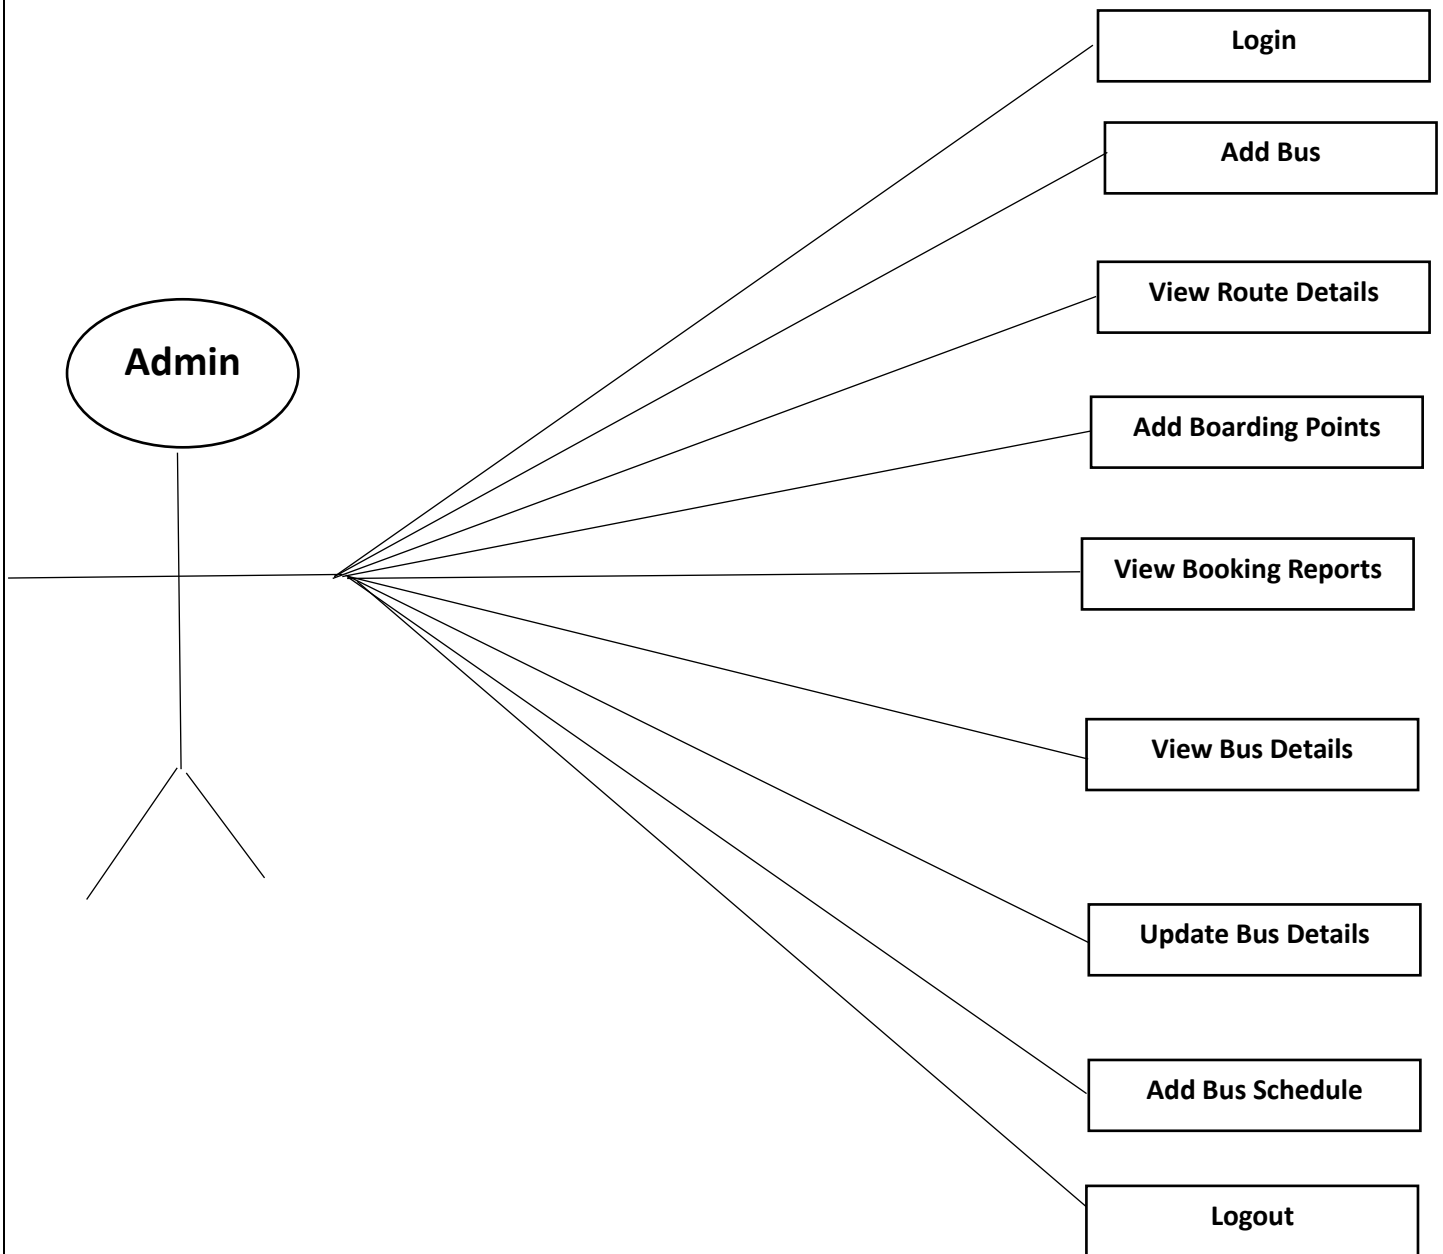 Login
Add Bus
View Route Details
Admin
Add Boarding Points
View Booking Reports
View Bus Details
Update Bus Details
Add Bus Schedule
Logout